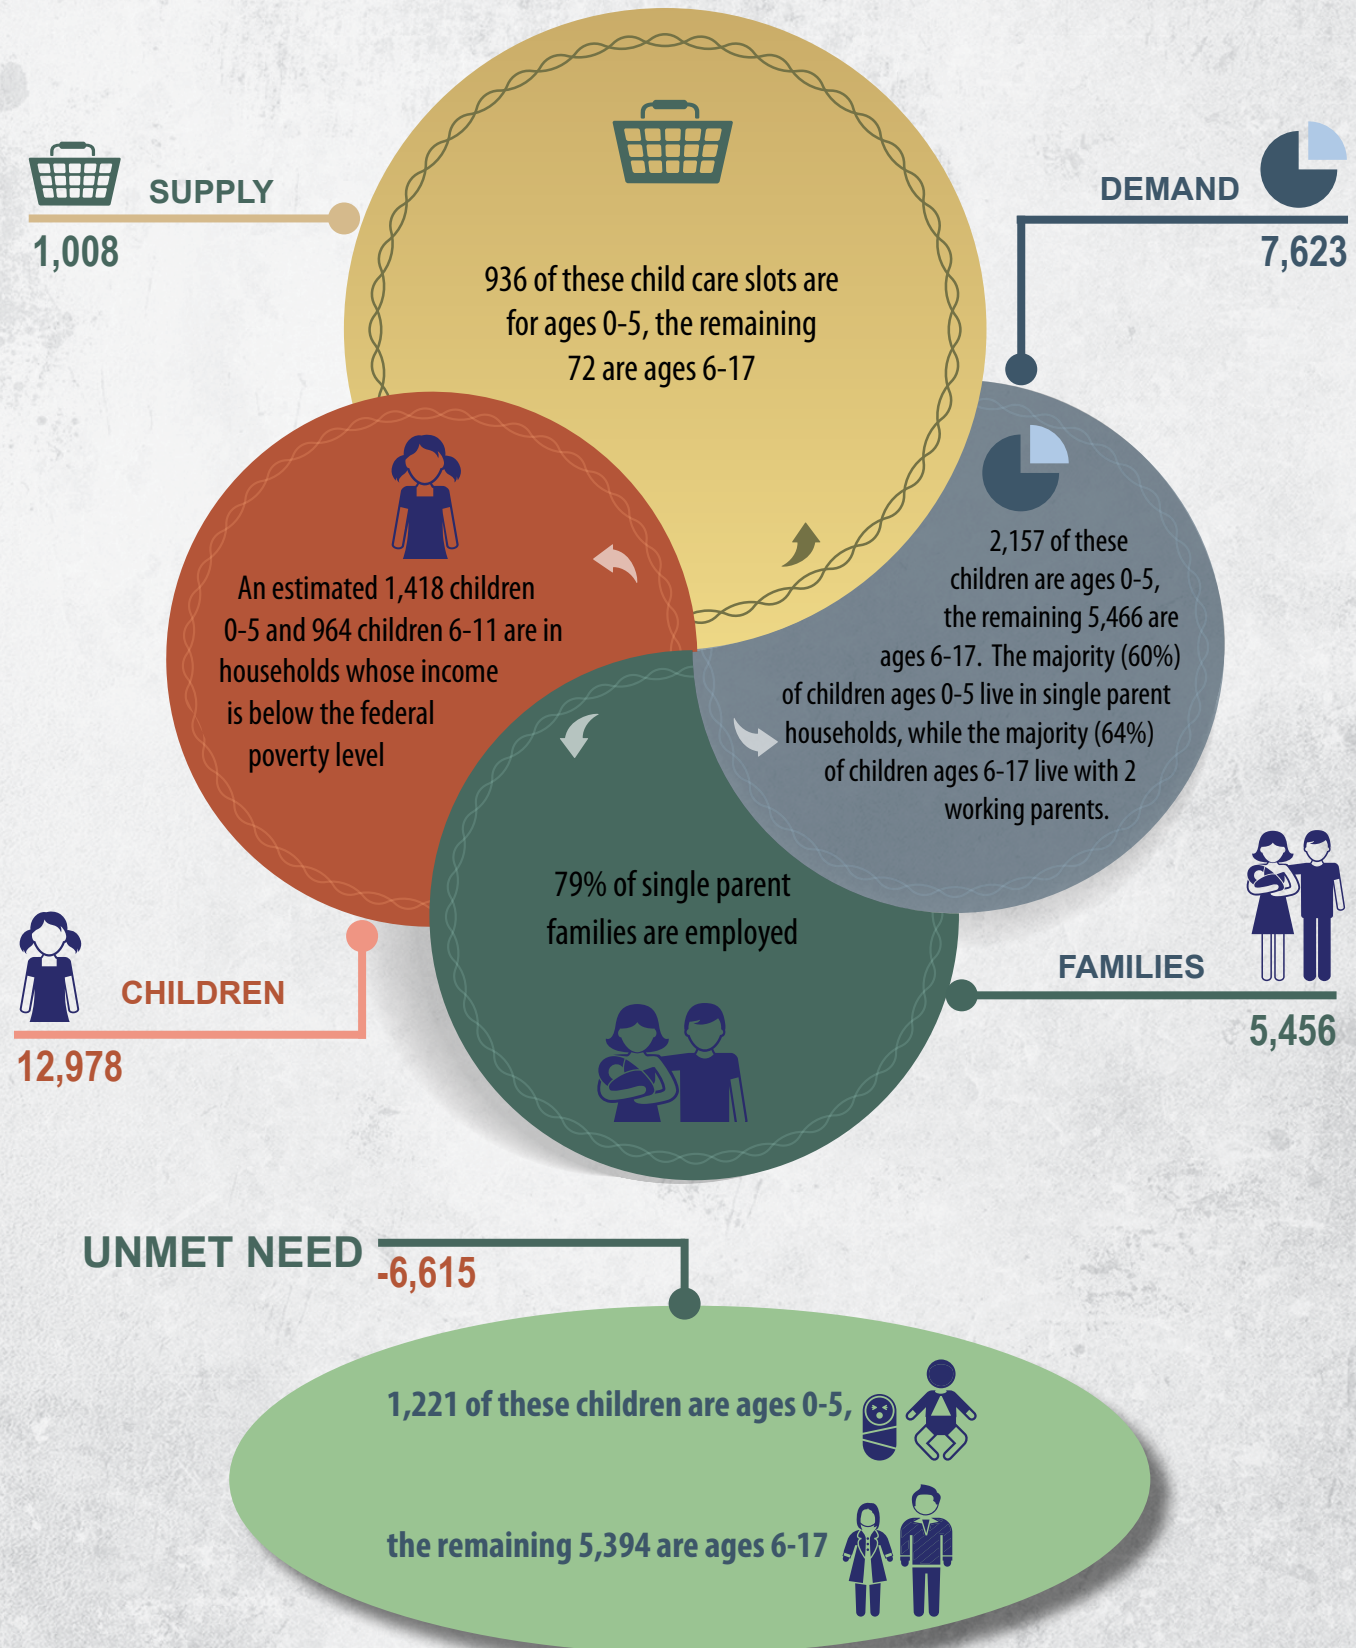 SUPPLY
1,008
936 of these child care slots are
for ages 0-5, the remaining
72 are ages 6-17
DEMAND
7,623
2,157 of these
children are ages 0-5,
the remaining 5,466 are
ages 6-17. The majority (60%)
of children ages 0-5 live in single parent
households, while the majority (64%)
of children ages 6-17 live with 2
working parents.
An estimated 1,418 children
0-5 and 964 children 6-11 are in
households whose income
is below the federal
poverty level
CHILDREN
12,978
79% of single parent
families are employed
FAMILIES
5,456
UNMET NEED
-6,615
1,221 of these children are ages 0-5,
the remaining 5,394 are ages 6-17